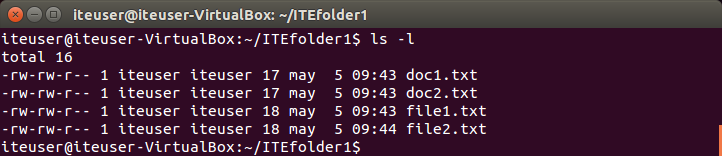 iteuser@iteuser-VirtualBox: ~/ITEfolder1
iteuser@iteuser-VirtualBox:~/ITEfolder1$ ls -l
total 16
-rw-rw-r-- 1 iteuser iteuser 17 may  5 09:43 doc1.txt
-rw-rw-r-- 1 iteuser iteuser 17 may  5 09:43 doc2.txt
-rw-rw-r-- 1 iteuser iteuser 18 may  5 09:43 file1.txt
-rw-rw-r-- 1 iteuser iteuser 18 may  5 09:44 file2.txt
iteuser@iteuser-VirtualBox:~/ITEfolder1$